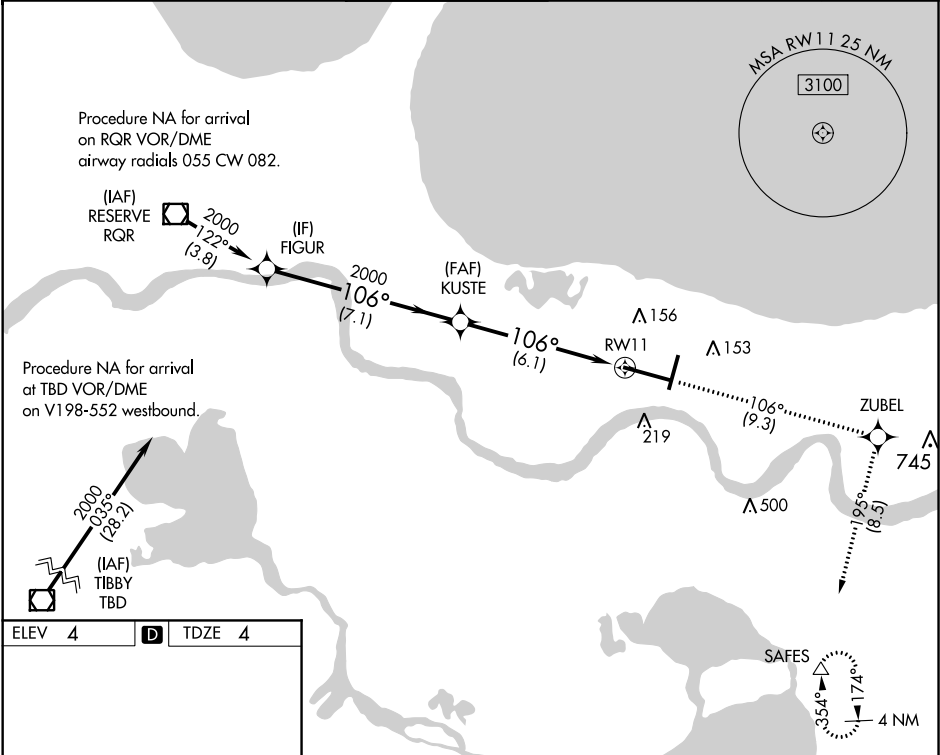 MSA RW11 25 NM
3100
Procedure NA for arrival
on RQR VOR/DME
airway radials 055 CW 082.
(IAF)
RESERVE
RQR
2000
122°
(3.8)
(IF)
FIGUR
2000
106°
(7.1)
(FAF)
KUSTE
106°
(6.1)
RW11
156
153
219
106°
(9.3)
ZUBEL
745
500
195°
(8.5)
Procedure NA for arrival
at TBD VOR/DME
on V198-552 westbound.
2000
035°
(28.2)
(IAF)
TIBBY
TBD
ELEV 4 D TDZE 4
SAFES
354°
174°
4 NM